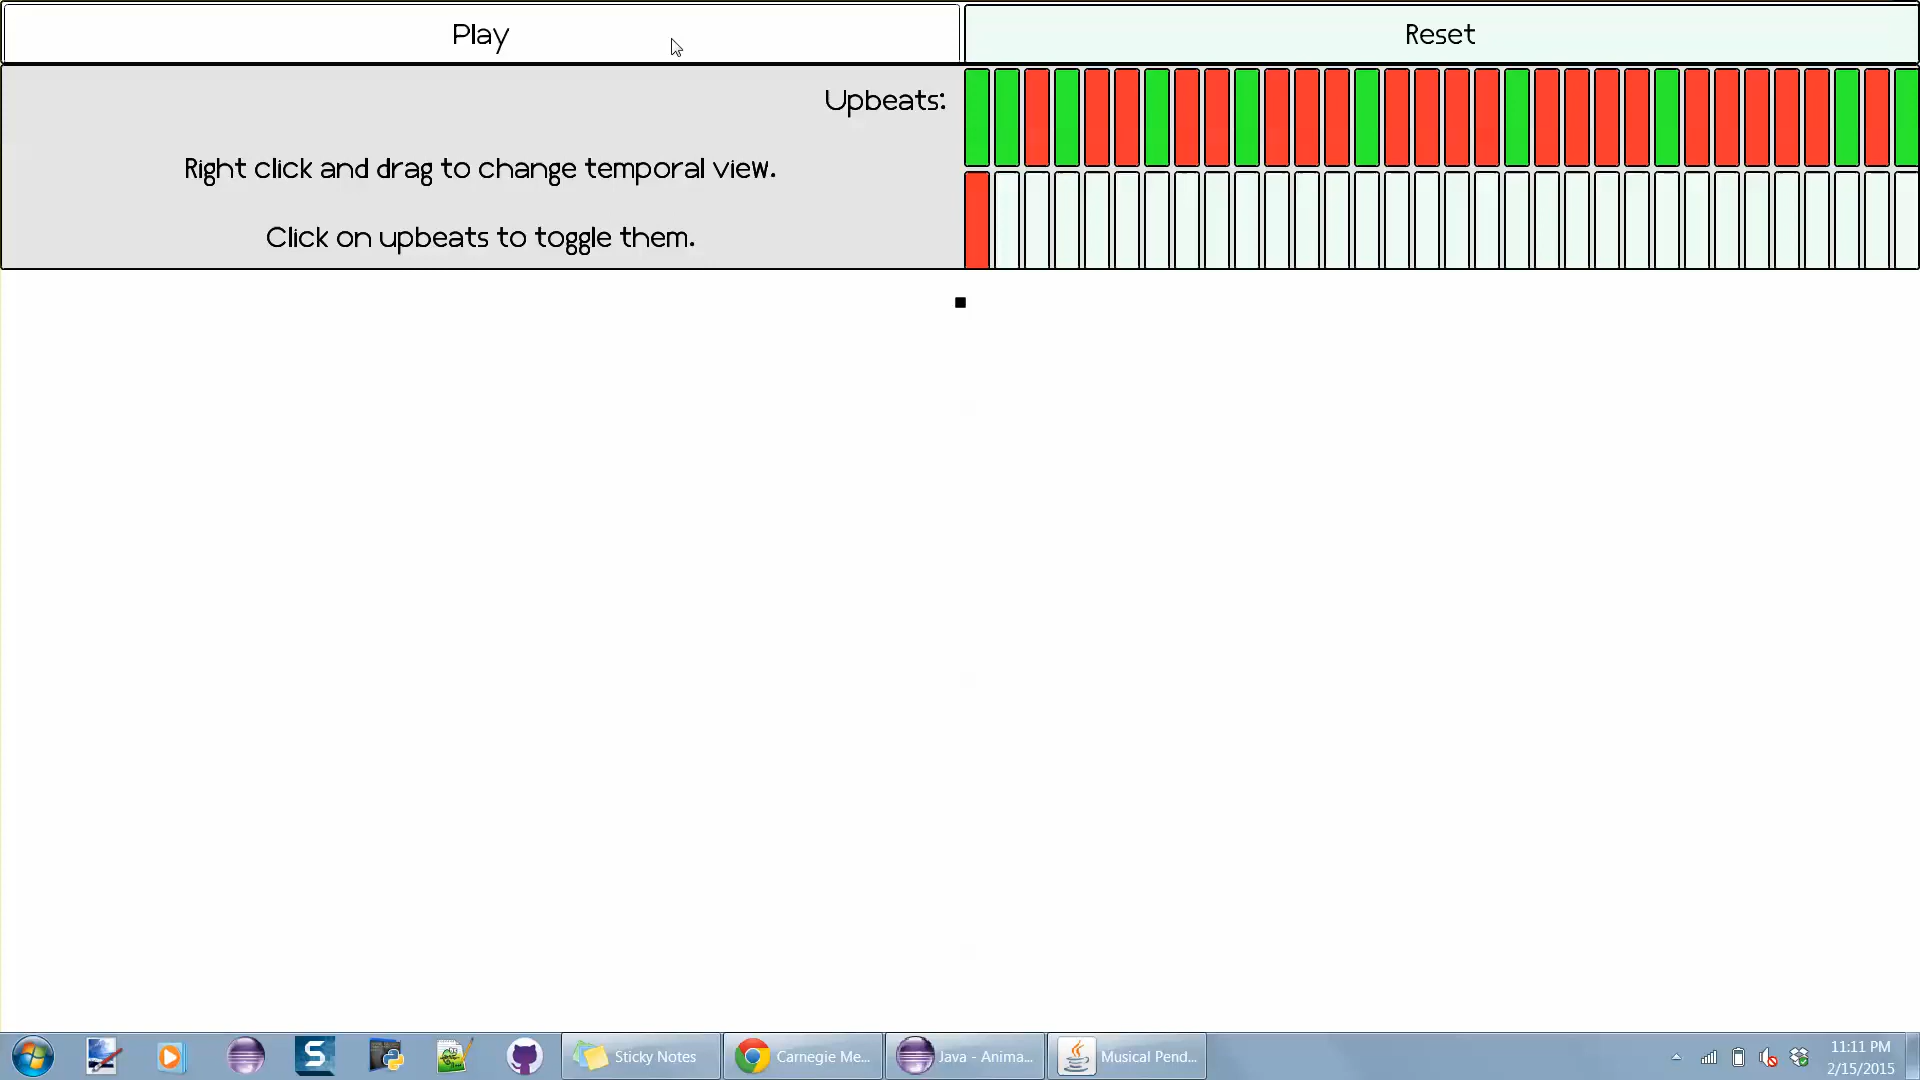 Play
Reset
Upbeats:
Right click and drag to change temporal view.
Click on upbeats to toggle them.
Sticky Notes
Carnegie Me...
Java - Anima...
Musical Pend...
11:11 PM
2/15/2015